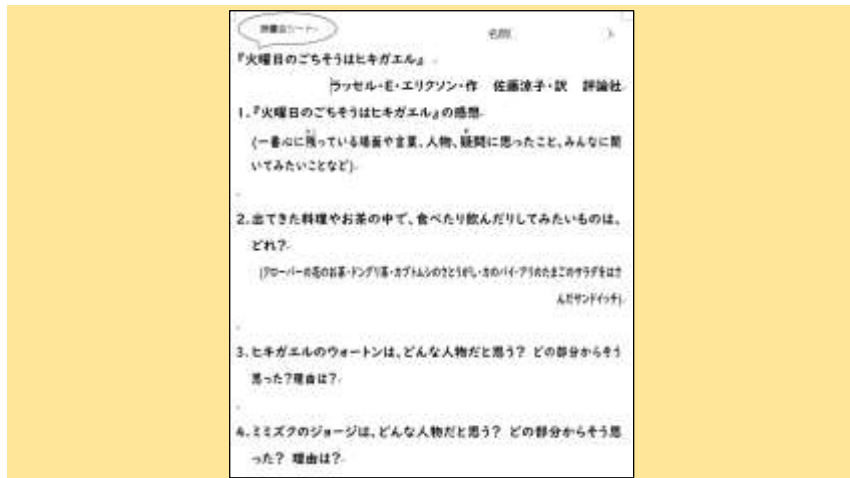 読書会シート
名前( )
『火曜日のごちそうはヒキガエル』
ラッセル・E・エリクソン・作 佐藤涼子・訳 評論社
1.『火曜日のごちそうはヒキガエル』の感想
(一番心に残っている場面や言葉、人物、疑問に思ったこと、みんなに聞
いてみたいことなど)
2.出てきた料理やお茶の中で、食べたり飲んだりしてみたいものは、
どれ?
(クローバーの花のお茶・ドングリ茶・カブトムシのさとうがし・カのパイ・アリのたまごのサラダをはさ
んだサンドイッチ)
3.ヒキガエルのウォートンは、どんな人物だと思う? どの部分からそう
思った?理由は?
4.ミミズクのジョージは、どんな人物だと思う? どの部分からそう思
った? 理由は?